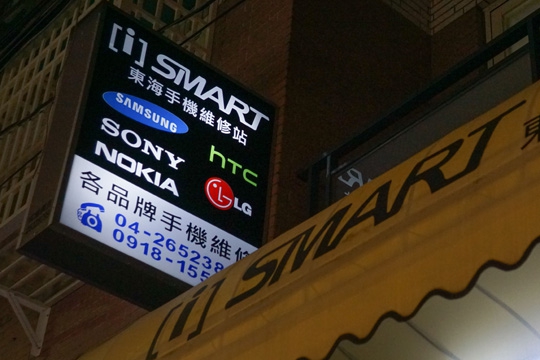 [i] SMART
東海手機維修站
SAMSUNG
SONY
hTC
NOKIA
LG
各品牌手機維修
04-265238
0918-155
[i] SMART